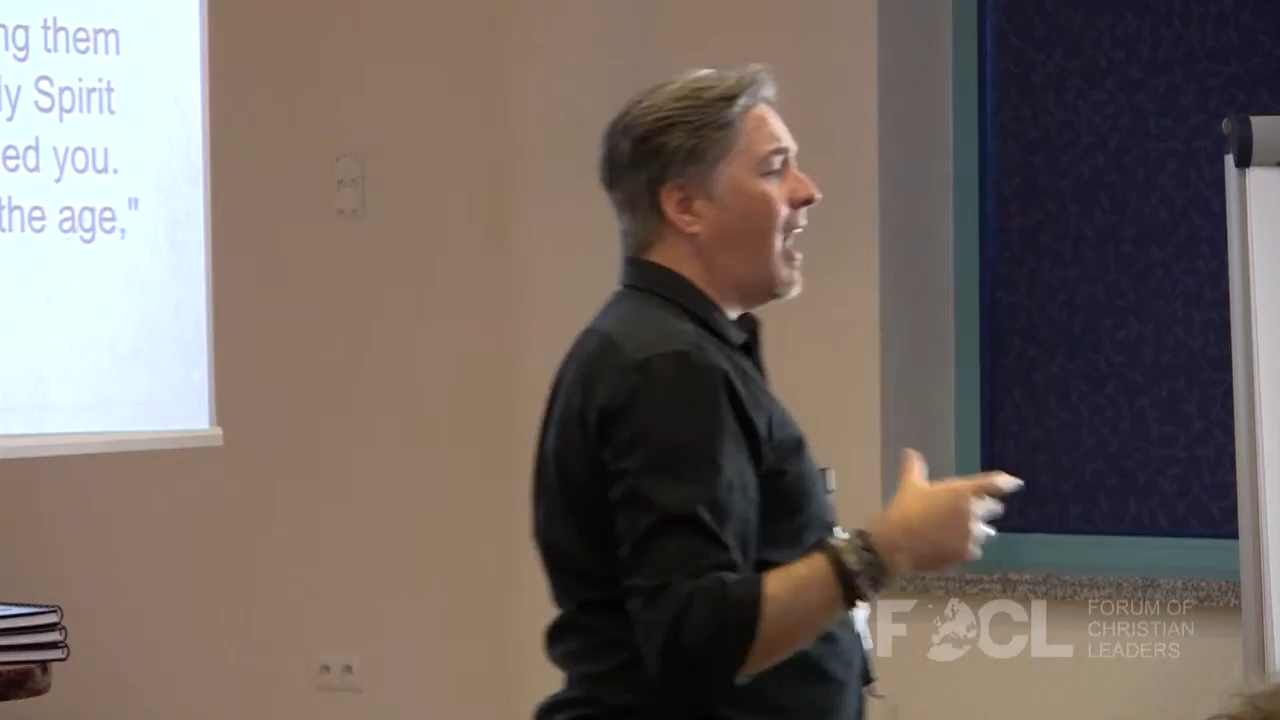 ng them
ly Spirit
ed you.
the age,"
FOCL
FORUM OF
CHRISTIAN
LEADERS